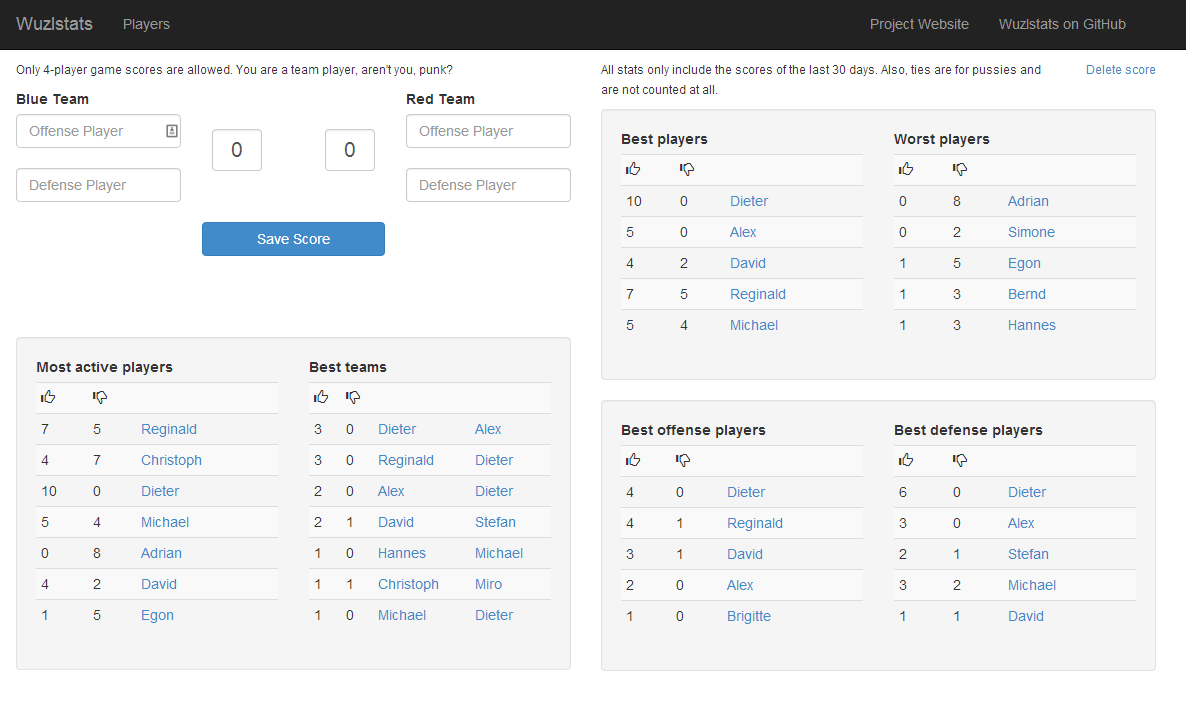 Wuzlstats Players Project Website Wuzlstats on GitHub
Only 4-player game scores are allowed. You are a team player, aren't you, punk?
Blue Team Red Team
Offense Player 0 0 Offense Player
Defense Player Defense Player
Save Score
All stats only include the scores of the last 30 days. Also, ties are for pussies and
are not counted at all.
Delete score
Best players
10 0 Dieter
5 0 Alex
4 2 David
7 5 Reginald
5 4 Michael
Worst players
0 8 Adrian
0 2 Simone
1 5 Egon
1 3 Bernd
1 3 Hannes
Most active players
7 5 Reginald
4 7 Christoph
10 0 Dieter
5 4 Michael
0 8 Adrian
4 2 David
1 5 Egon
Best teams
3 0 Dieter Alex
3 0 Reginald Dieter
2 0 Alex Dieter
2 1 David Stefan
1 0 Hannes Michael
1 1 Christoph Miro
1 0 Michael Dieter
Best offense players
4 0 Dieter
4 1 Reginald
3 1 David
2 0 Alex
1 0 Brigitte
Best defense players
6 0 Dieter
3 0 Alex
2 1 Stefan
3 2 Michael
1 1 David